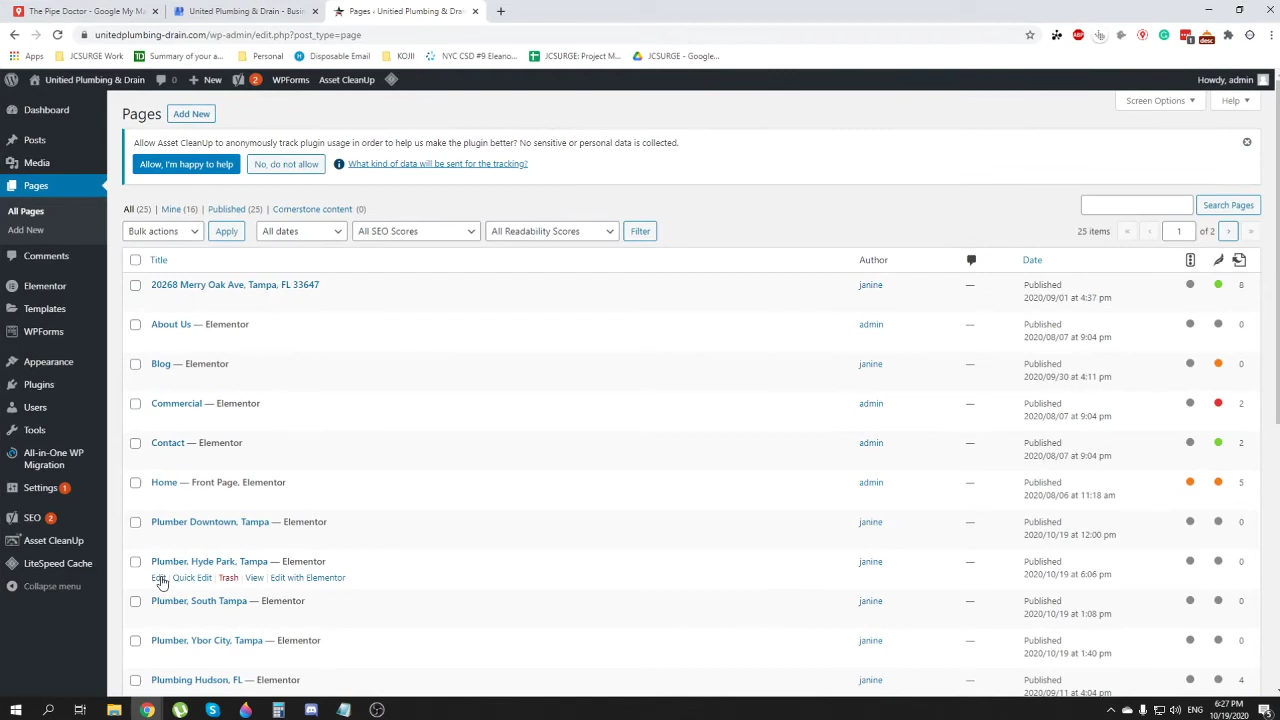 The Pipe Doctor - Google My M
United Plumbing & Drain - Busin
Pages ‹ United Plumbing & Drai
unitedplumbing-drain.com/wp-admin/edit.php?post_type=page
Apps
JCSURGE Work
Summary of your a...
Personal
Disposable Email
KOJII
NYC CSD #9 Eleano...
JCSURGE: Project M...
JCSURGE - Google...
United Plumbing & Drain
0
New
2
WPForms
Asset CleanUp
Howdy, admin
Dashboard
Posts
Media
Pages
All Pages
Add New
Comments
Elementor
Templates
WPForms
Appearance
Plugins
Users
Tools
All-in-One WP
Migration
Settings 1
SEO 2
Asset CleanUp
LiteSpeed Cache
Collapse menu
Pages
Add New
Screen Options
Help
Allow Asset CleanUp to anonymously track plugin usage in order to help us make the plugin better? No sensitive or personal data is collected.
Allow, I'm happy to help
No, do not allow
What kind of data will be sent for the tracking?
All (25) | Mine (16) | Published (25) | Cornerstone content (0)
Search Pages
Bulk actions
Apply
All dates
All SEO Scores
All Readability Scores
Filter
25 items « ‹ 1 of 2 › »
Title Author Date
20268 Merry Oak Ave, Tampa, FL 33647 janine — Published 8
2020/09/01 at 4:37 pm
About Us — Elementor admin — Published 0
2020/08/07 at 9:04 pm
Blog — Elementor janine — Published 0
2020/09/30 at 4:11 pm
Commercial — Elementor admin — Published 2
2020/08/07 at 9:04 pm
Contact — Elementor admin — Published 2
2020/08/07 at 9:04 pm
Home — Front Page, Elementor admin — Published 5
2020/08/06 at 11:18 am
Plumber Downtown, Tampa — Elementor janine — Published 0
2020/10/19 at 12:00 pm
Plumber, Hyde Park, Tampa — Elementor janine — Published 0
Edit | Quick Edit | Trash | View | Edit with Elementor
2020/10/19 at 6:06 pm
Plumber, South Tampa — Elementor janine — Published 0
2020/10/19 at 1:08 pm
Plumber, Ybor City, Tampa — Elementor janine — Published 0
2020/10/19 at 1:40 pm
Plumbing Hudson, FL — Elementor janine — Published 4
2020/09/11 at 4:04 pm
ENG
6:27 PM
10/19/2020